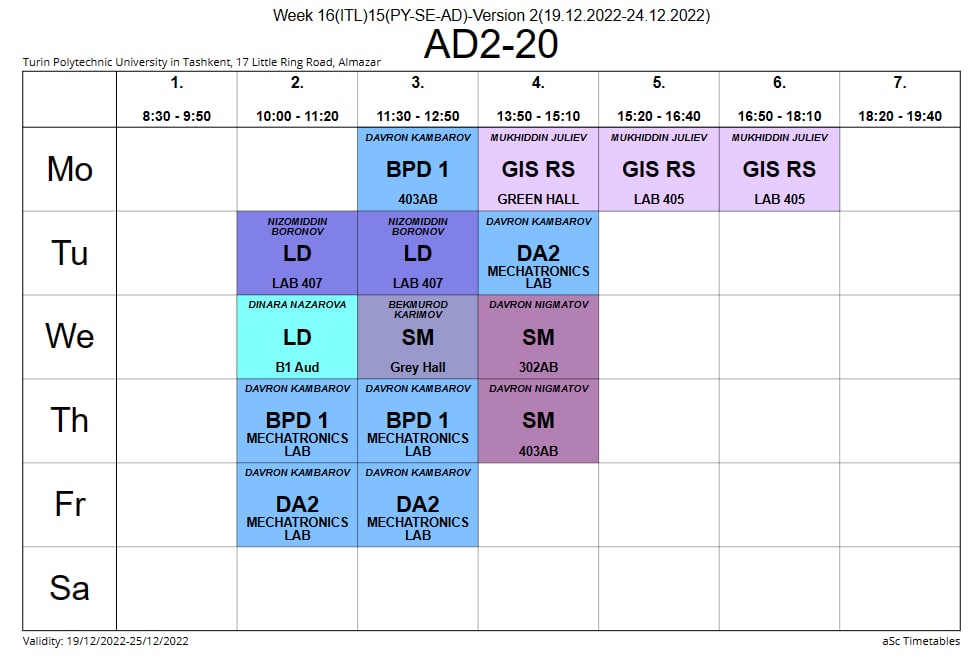 Week 16(ITL)15(PY-SE-AD)-Version 2(19.12.2022-24.12.2022)
AD2-20
Turin Polytechnic University in Tashkent, 17 Little Ring Road, Almazar
1. 2. 3. 4. 5. 6. 7.
8:30 - 9:50 10:00 - 11:20 11:30 - 12:50 13:50 - 15:10 15:20 - 16:40 16:50 - 18:10 18:20 - 19:40
Mo
DAVRON KAMBAROV
BPD 1
403AB
MUKHIDDIN JULIEV
GIS RS
GREEN HALL
MUKHIDDIN JULIEV
GIS RS
LAB 405
MUKHIDDIN JULIEV
GIS RS
LAB 405
Tu
NIZOMIDDIN
BORONOV
LD
LAB 407
NIZOMIDDIN
BORONOV
LD
LAB 407
DAVRON KAMBAROV
DA2
MECHATRONICS
LAB
We
DINARA NAZAROVA
LD
B1 Aud
BEKMUROD
KARIMOV
SM
Grey Hall
DAVRON NIGMATOV
SM
302AB
Th
DAVRON KAMBAROV
BPD 1
MECHATRONICS
LAB
DAVRON KAMBAROV
BPD 1
MECHATRONICS
LAB
DAVRON NIGMATOV
SM
403AB
Fr
DAVRON KAMBAROV
DA2
MECHATRONICS
LAB
DAVRON KAMBAROV
DA2
MECHATRONICS
LAB
Sa
Validity: 19/12/2022-25/12/2022
aSc Timetables